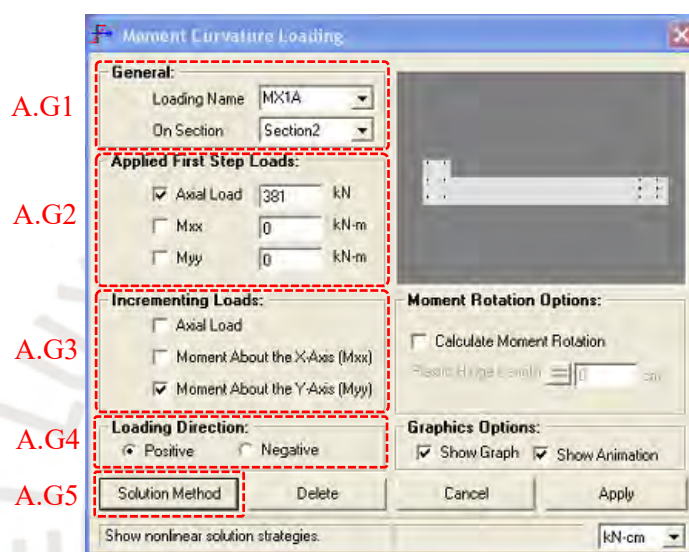 Moment Curvature Loading
General:
A.G1
Loading Name MX1A
On Section Section2
Applied First Step Loads:
Axial Load 381 kN
A.G2
Mxx 0 kN-m
Myy 0 kN-m
Incrementing Loads:
Axial Load
A.G3
Moment About the X-Axis (Mxx)
Moment About the Y-Axis (Myy)
Moment Rotation Options:
Calculate Moment Rotation
Plastic Hinge Length 0 cm
Loading Direction:
A.G4
Positive Negative
Graphics Options:
Show Graph Show Animation
A.G5
Solution Method Delete Cancel Apply
Show nonlinear solution strategies. kN-cm